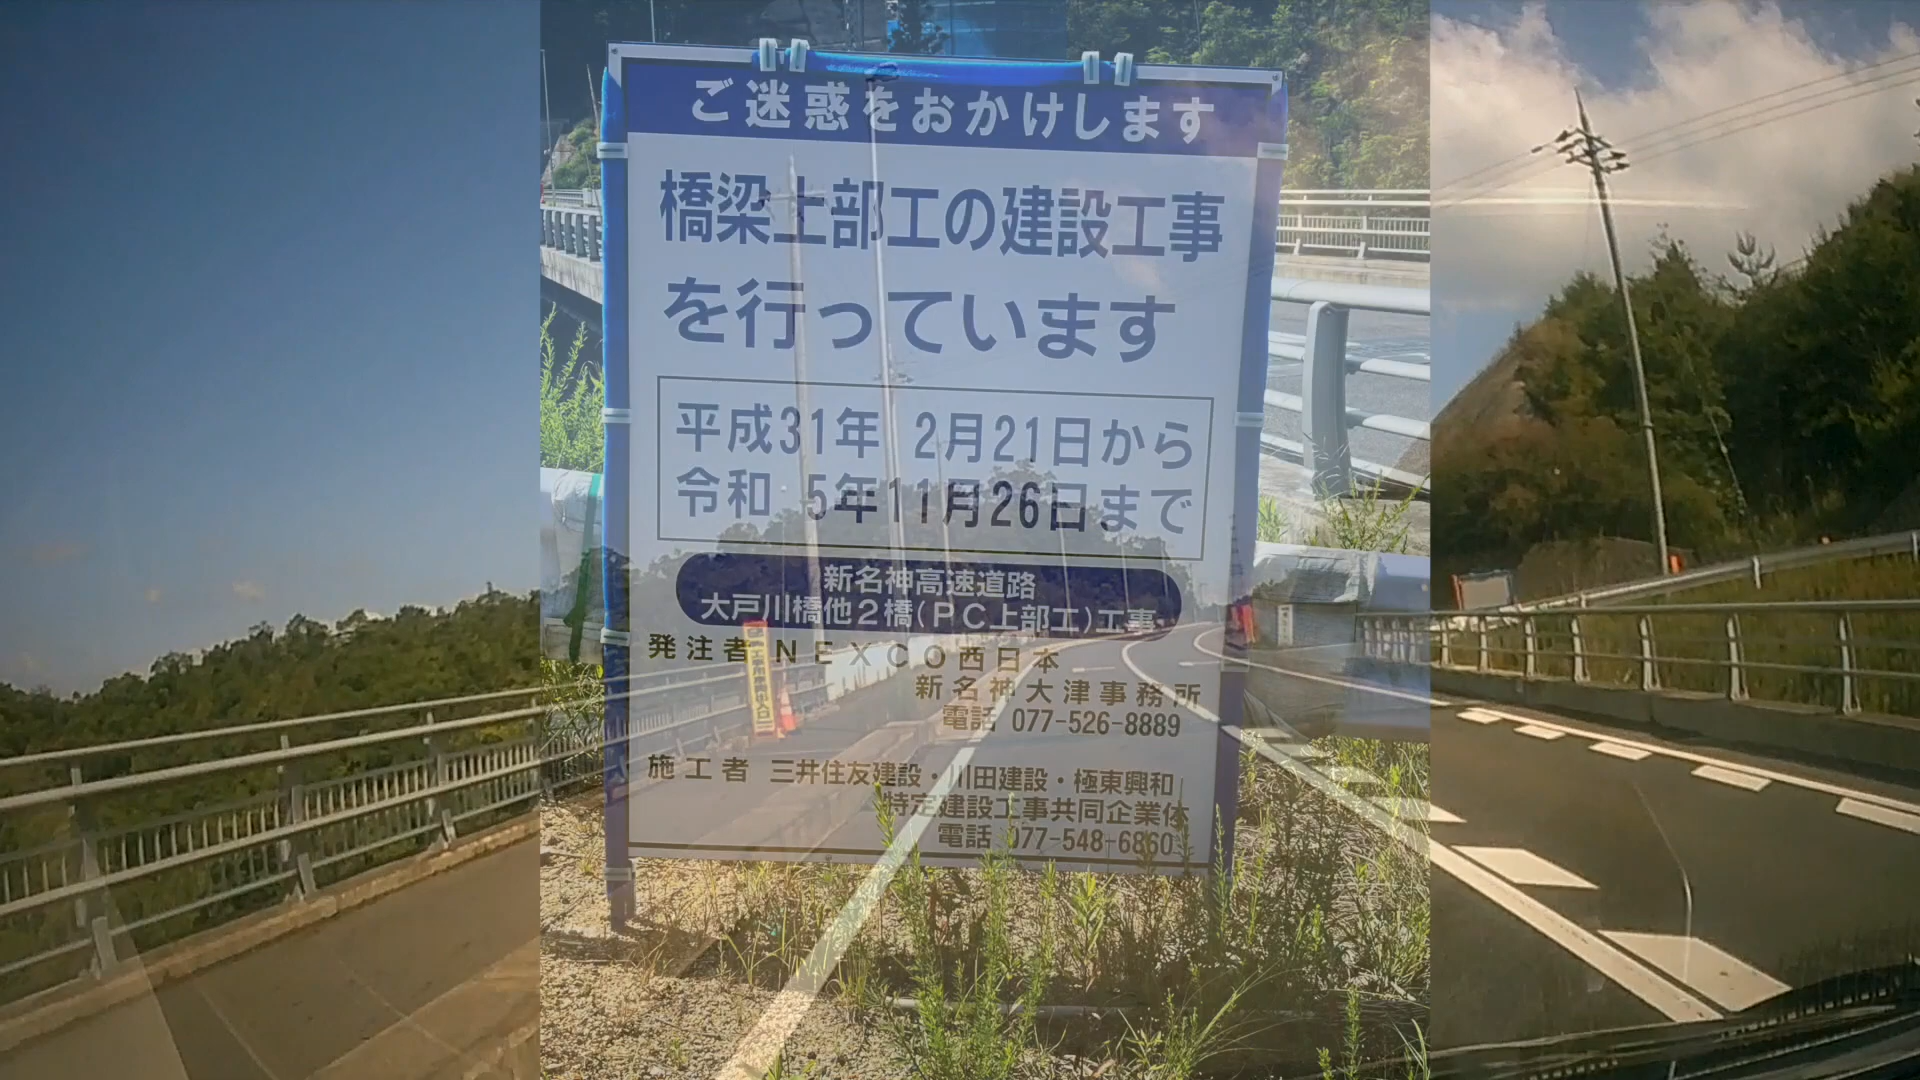 ご迷惑をおかけします
橋梁上部工の建設工事
を行っています
平成31年 2月21日から
令和 5年11月26日まで
新名神高速道路
大戸川橋他2橋(PC上部工)工事
発注者 NEXCO西日本
新名神大津事務所
電話 077-526-8889
施工者 三井住友建設・川田建設・極東興和
特定建設工事共同企業体
電話 077-548-6860